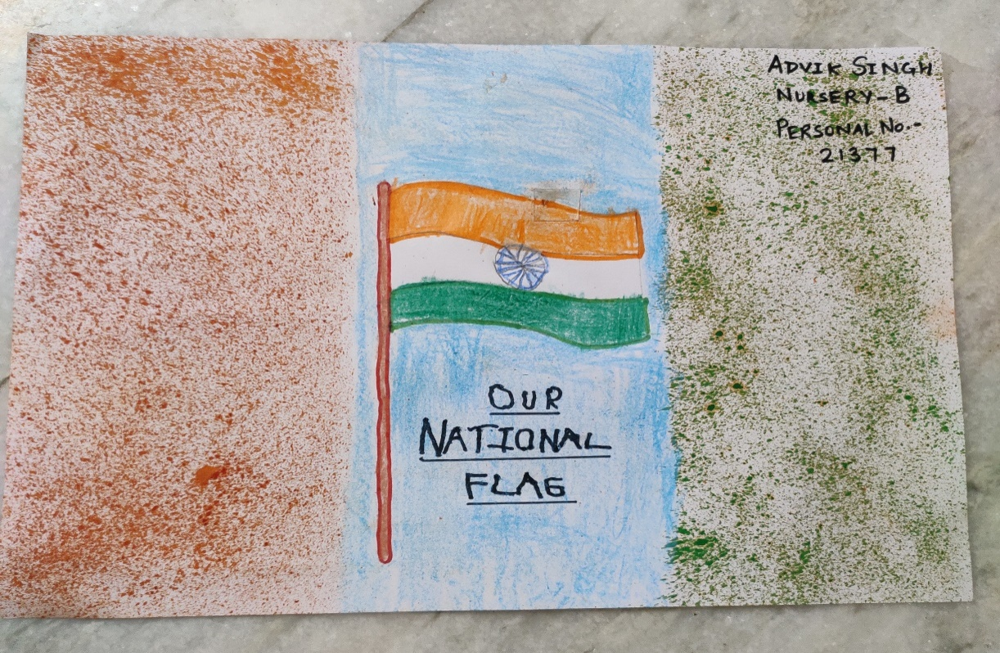 ADVIK SINGH
NURSERY-B
PERSONAL No.-
21377
OUR
NATIONAL
FLAG